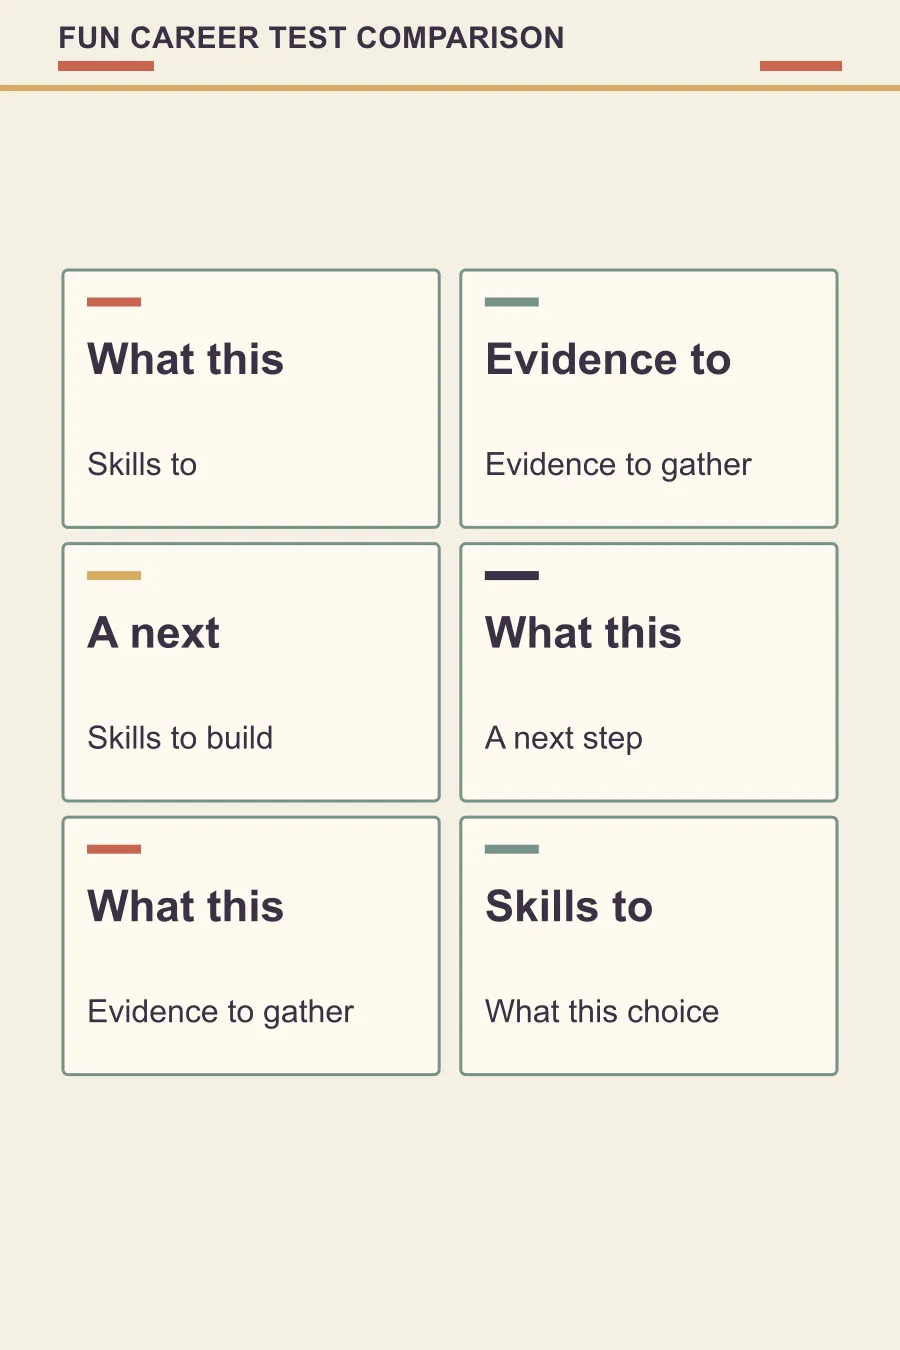 FUN CAREER TEST COMPARISON
What this
Skills to
Evidence to
Evidence to gather
A next
Skills to build
What this
A next step
What this
Evidence to gather
Skills to
What this choice